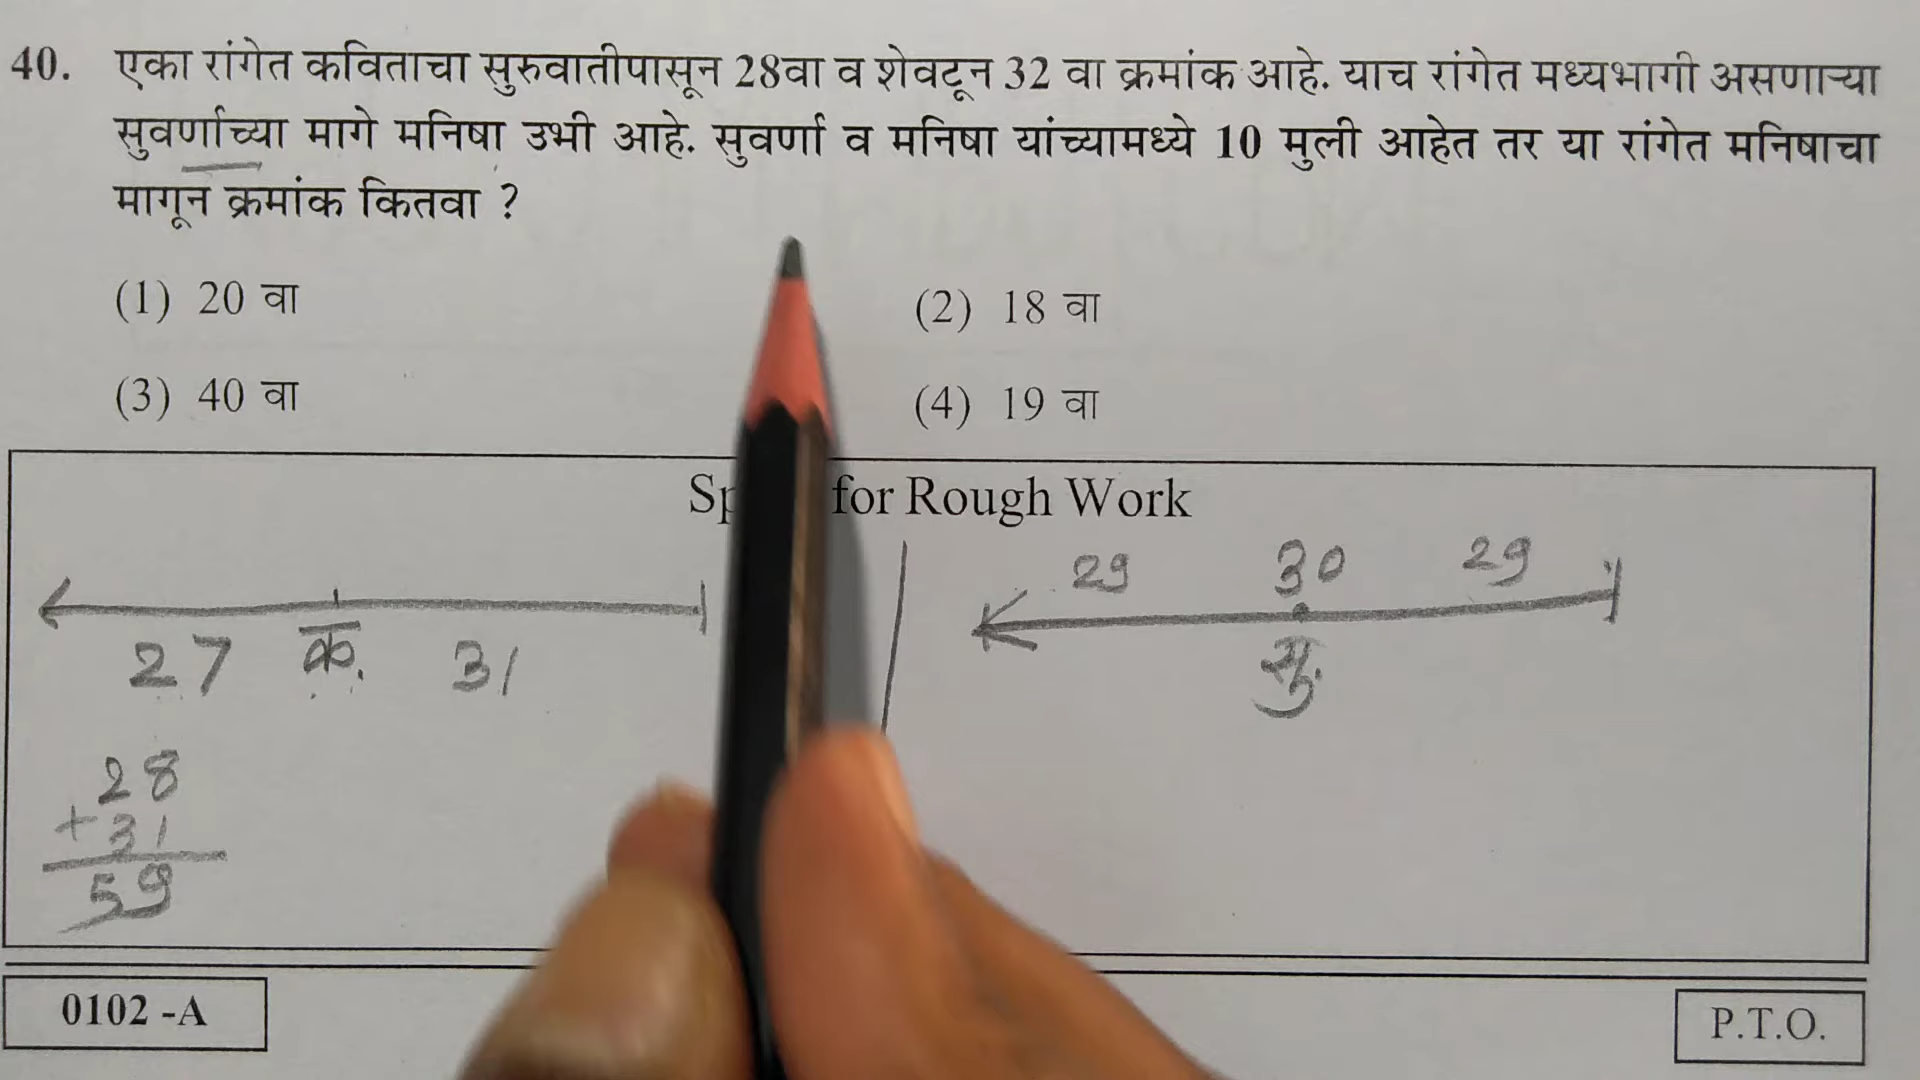 40. एका रांगेत कविताचा सुरुवातीपासून 28वा व शेवटून 32 वा क्रमांक आहे. याच रांगेत मध्यभागी असणाऱ्या
सुवर्णाच्या मागे मनिषा उभी आहे. सुवर्णा व मनिषा यांच्यामध्ये 10 मुली आहेत तर या रांगेत मनिषाचा
मागून क्रमांक कितवा ?
(1) 20 वा (2) 18 वा
(3) 40 वा (4) 19 वा
for Rough Work
29 30 29
27 क. 31 सु.
28
+ 31
59
0102 -A P.T.O.